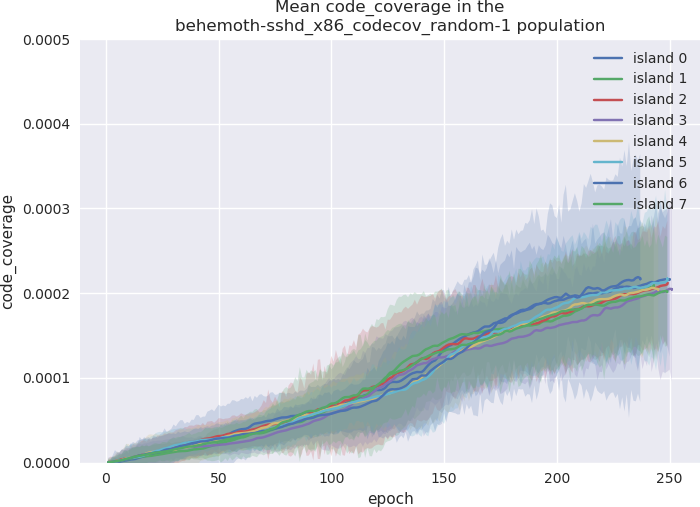 Mean code_coverage in the
behemoth-sshd_x86_codecov_random-1 population
0.0005
0.0004
0.0003
0.0002
0.0001
0.0000
code_coverage
island 0
island 1
island 2
island 3
island 4
island 5
island 6
island 7
0
50
100
150
200
250
epoch